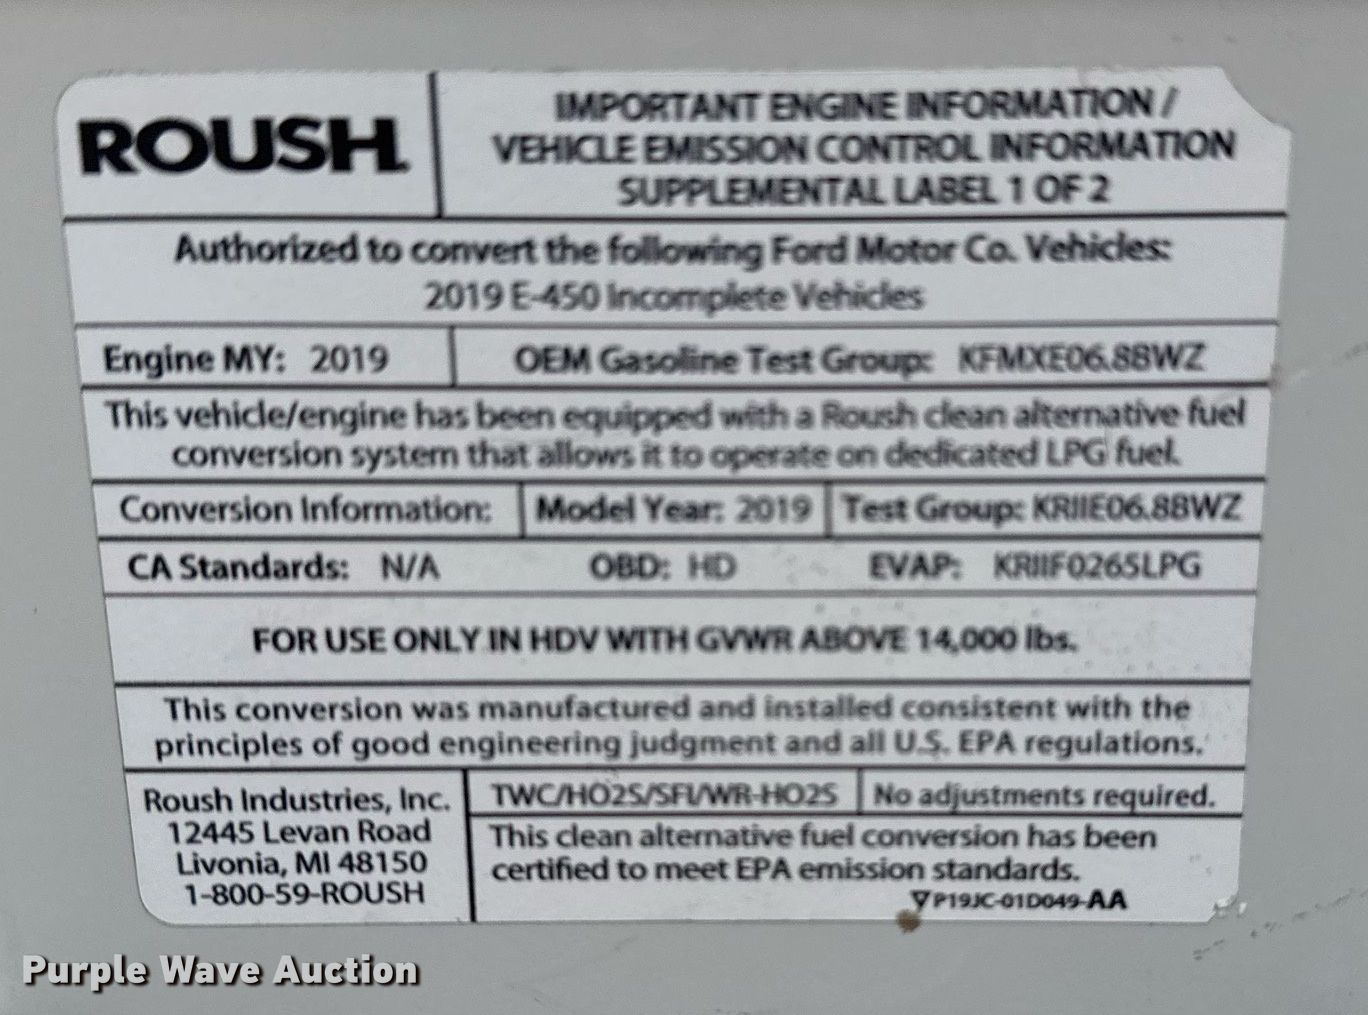 ROUSH
IMPORTANT ENGINE INFORMATION /
VEHICLE EMISSION CONTROL INFORMATION
SUPPLEMENTAL LABEL 1 OF 2
Authorized to convert the following Ford Motor Co. Vehicles:
2019 E-450 Incomplete Vehicles
Engine MY: 2019 OEM Gasoline Test Group: KFMXE06.8BWZ
This vehicle/engine has been equipped with a Roush clean alternative fuel
conversion system that allows it to operate on dedicated LPG fuel.
Conversion Information: Model Year: 2019 Test Group: KRIIE06.8BWZ
CA Standards: N/A OBD: HD EVAP: KRIIF0265LPG
FOR USE ONLY IN HDV WITH GVWR ABOVE 14,000 lbs.
This conversion was manufactured and installed consistent with the
principles of good engineering judgment and all U.S. EPA regulations.
Roush Industries, Inc.
12445 Levan Road
Livonia, MI 48150
1-800-59-ROUSH
TWC/HO2S/SFI/WR-HO2S No adjustments required.
This clean alternative fuel conversion has been
certified to meet EPA emission standards.
P19JC-01D049-AA
Purple Wave Auction